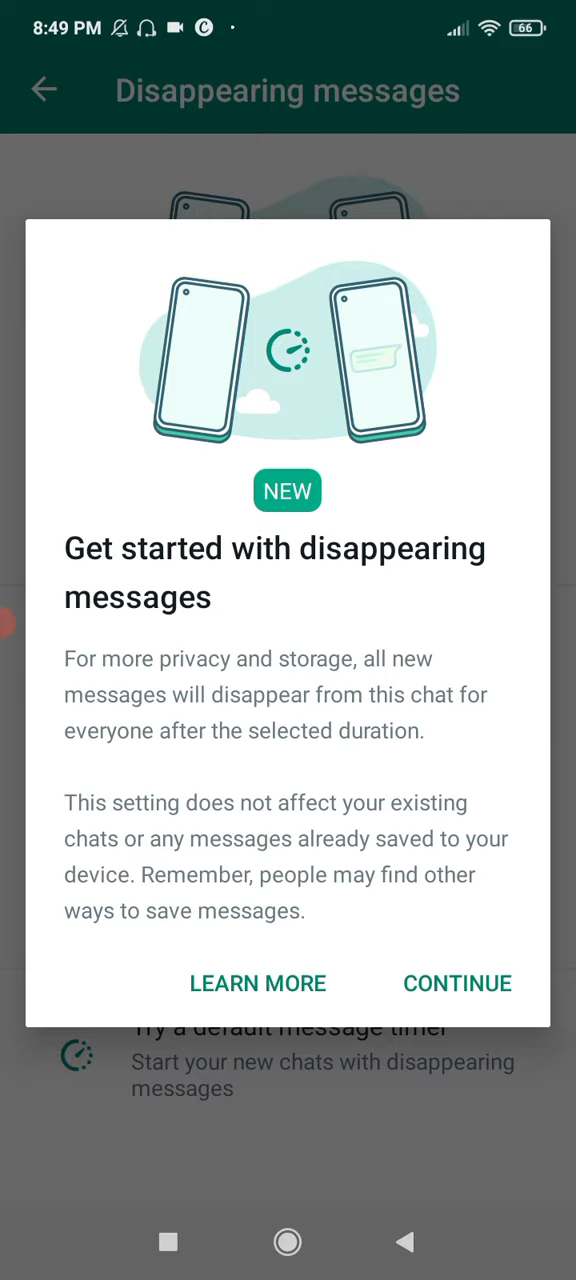 8:49 PM
66
Disappearing messages
NEW
Get started with disappearing
messages
For more privacy and storage, all new
messages will disappear from this chat for
everyone after the selected duration.
This setting does not affect your existing
chats or any messages already saved to your
device. Remember, people may find other
ways to save messages.
LEARN MORE CONTINUE
Try a default message timer
Start your new chats with disappearing
messages